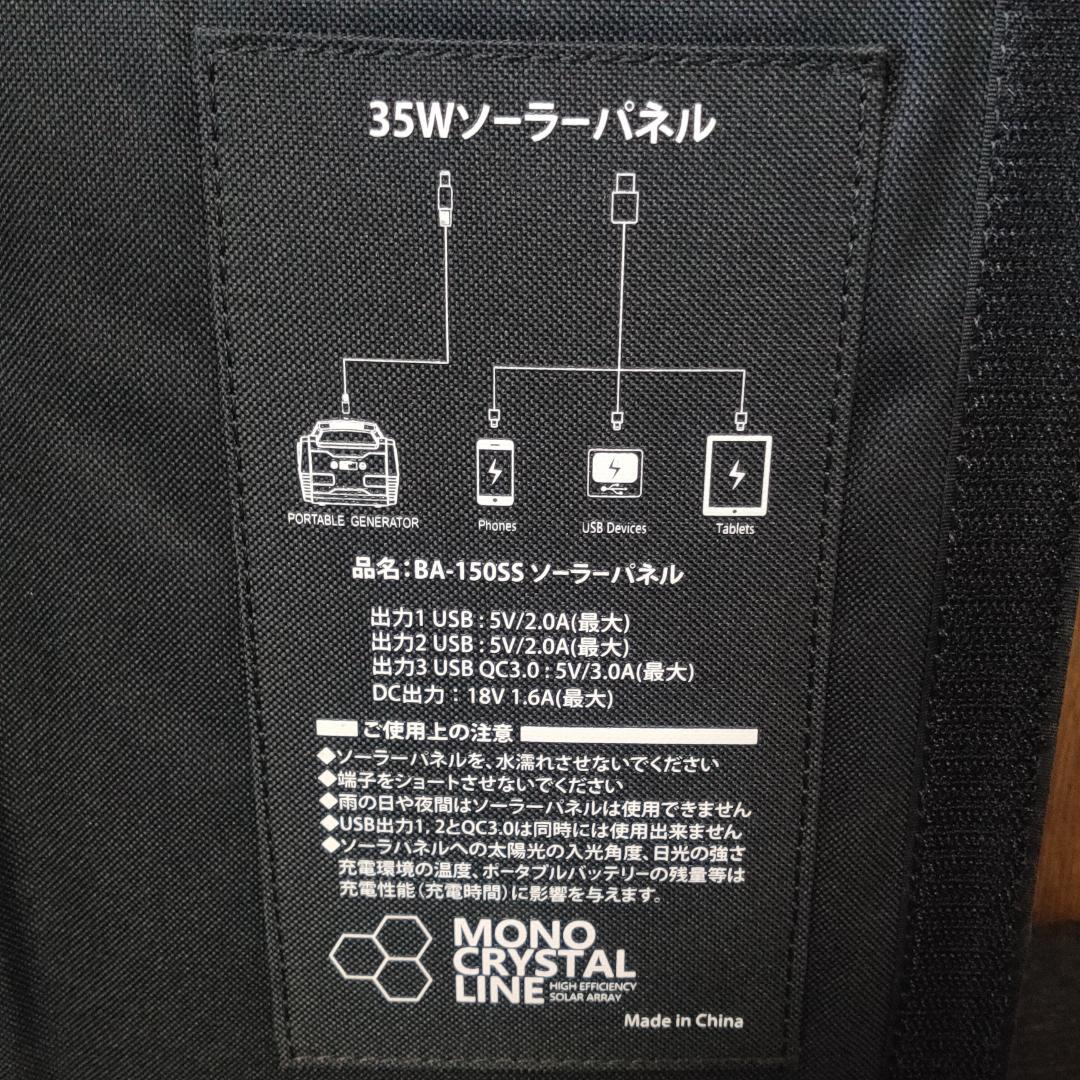 35Wソーラーパネル
PORTABLE GENERATOR
Phones
USB Devices
Tablets
品名：BA-150SS ソーラーパネル
出力1 USB : 5V/2.0A(最大)
出力2 USB : 5V/2.0A(最大)
出力3 USB QC3.0 : 5V/3.0A(最大)
DC出力 : 18V 1.6A(最大)
ご使用上の注意
◆ソーラーパネルを、水濡れさせないでください
◆端子をショートさせないでください
◆雨の日や夜間はソーラーパネルは使用できません
◆USB出力1, 2とQC3.0は同時には使用出来ません
◆ソーラパネルへの太陽光の入光角度、日光の強さ
充電環境の温度、ポータブルバッテリーの残量等は
充電性能（充電時間）に影響を与えます。
MONO
CRYSTAL
LINE HIGH EFFICIENCY
SOLAR ARRAY
Made in China